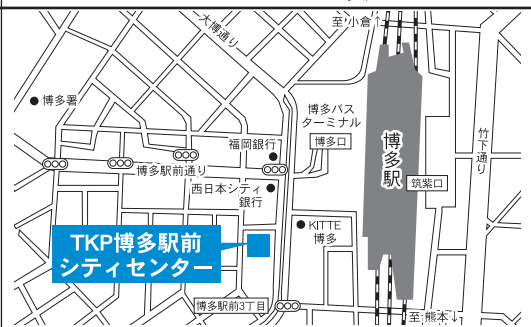 至 小倉↑
大博通り
博多署
博多バス
ターミナル
博多口
福岡銀行
博多駅
竹下通り
博多駅前通り
筑紫口
西日本シティ
銀行
KITTE
博多
TKP博多駅前
シティセンター
博多駅前3丁目
至 熊本↓